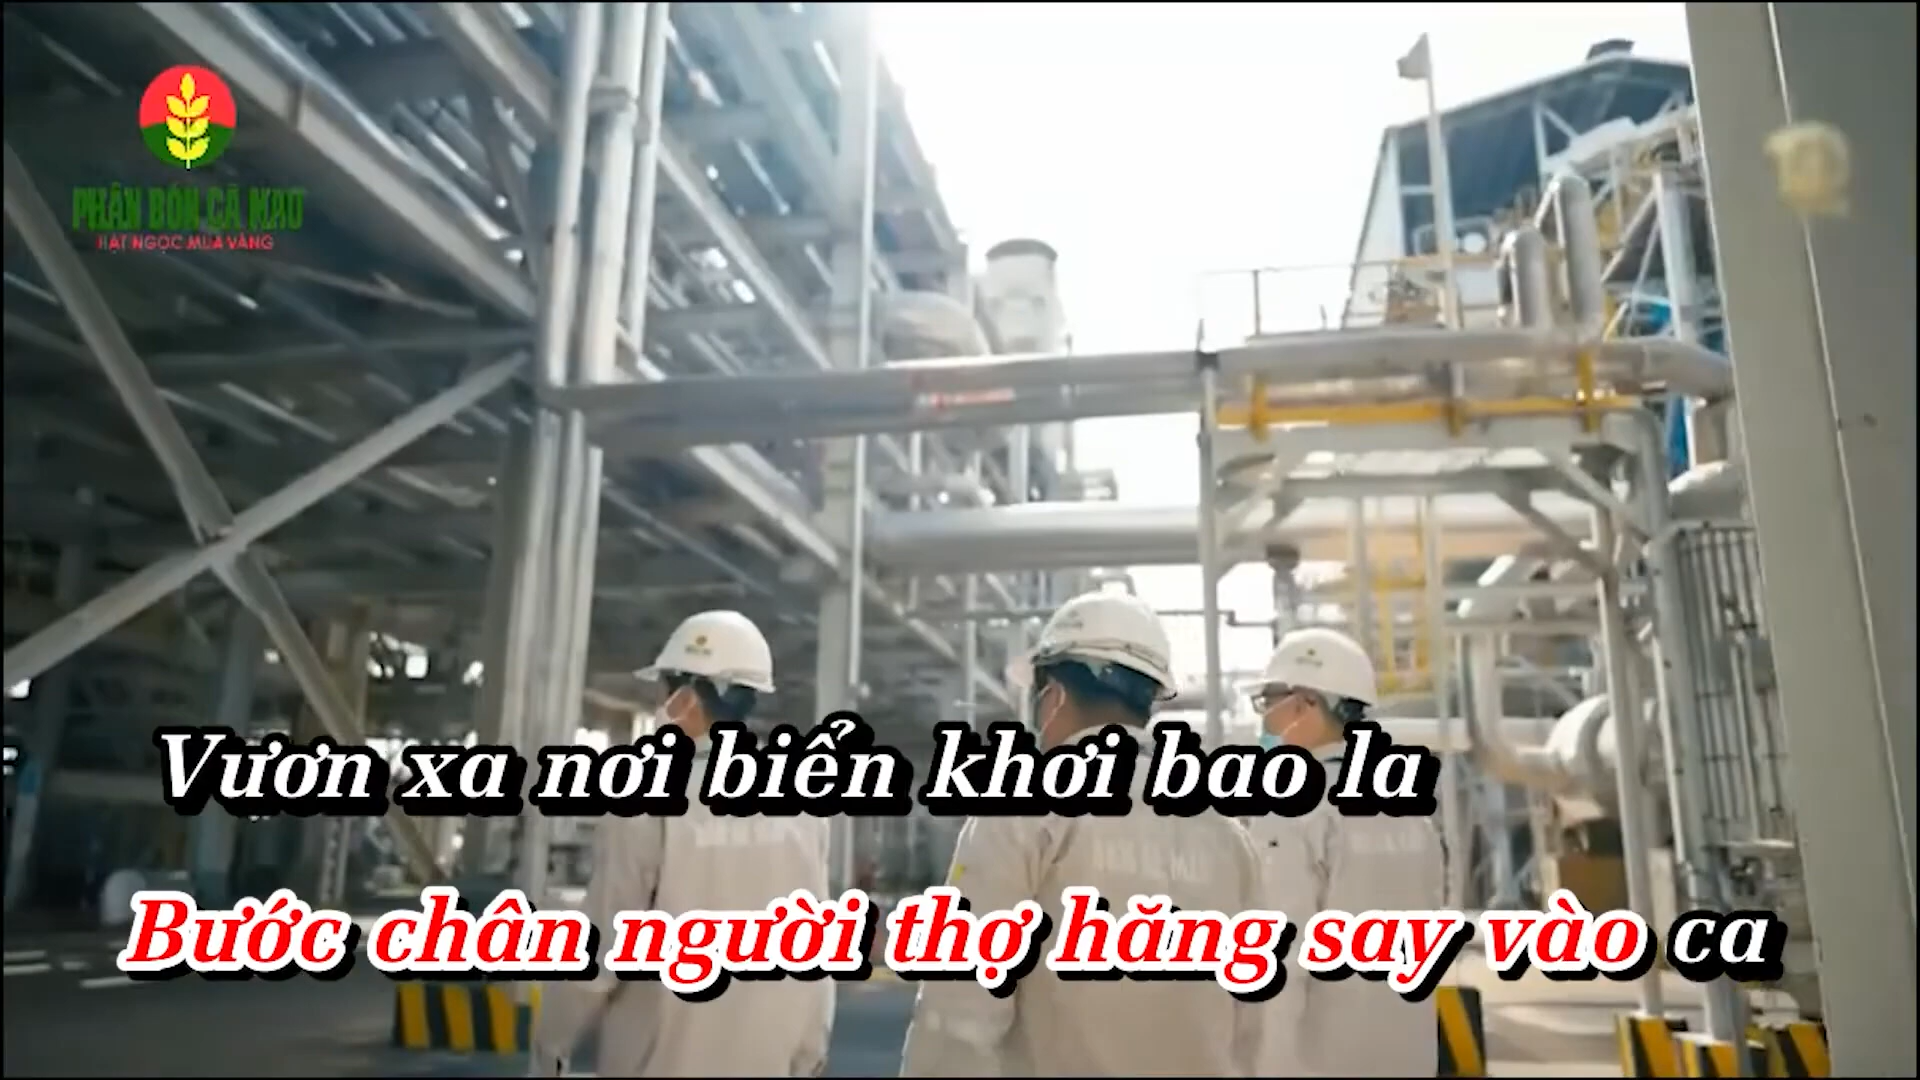 PHÂN BÓN CÀ MAU
HẠT NGỌC MÙA VÀNG
Vươn xa nơi biển khơi bao la
Bước chân người thợ hăng say vào ca